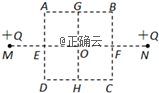 A G B
+Q @正确云 +Q
M E O F N
D H C